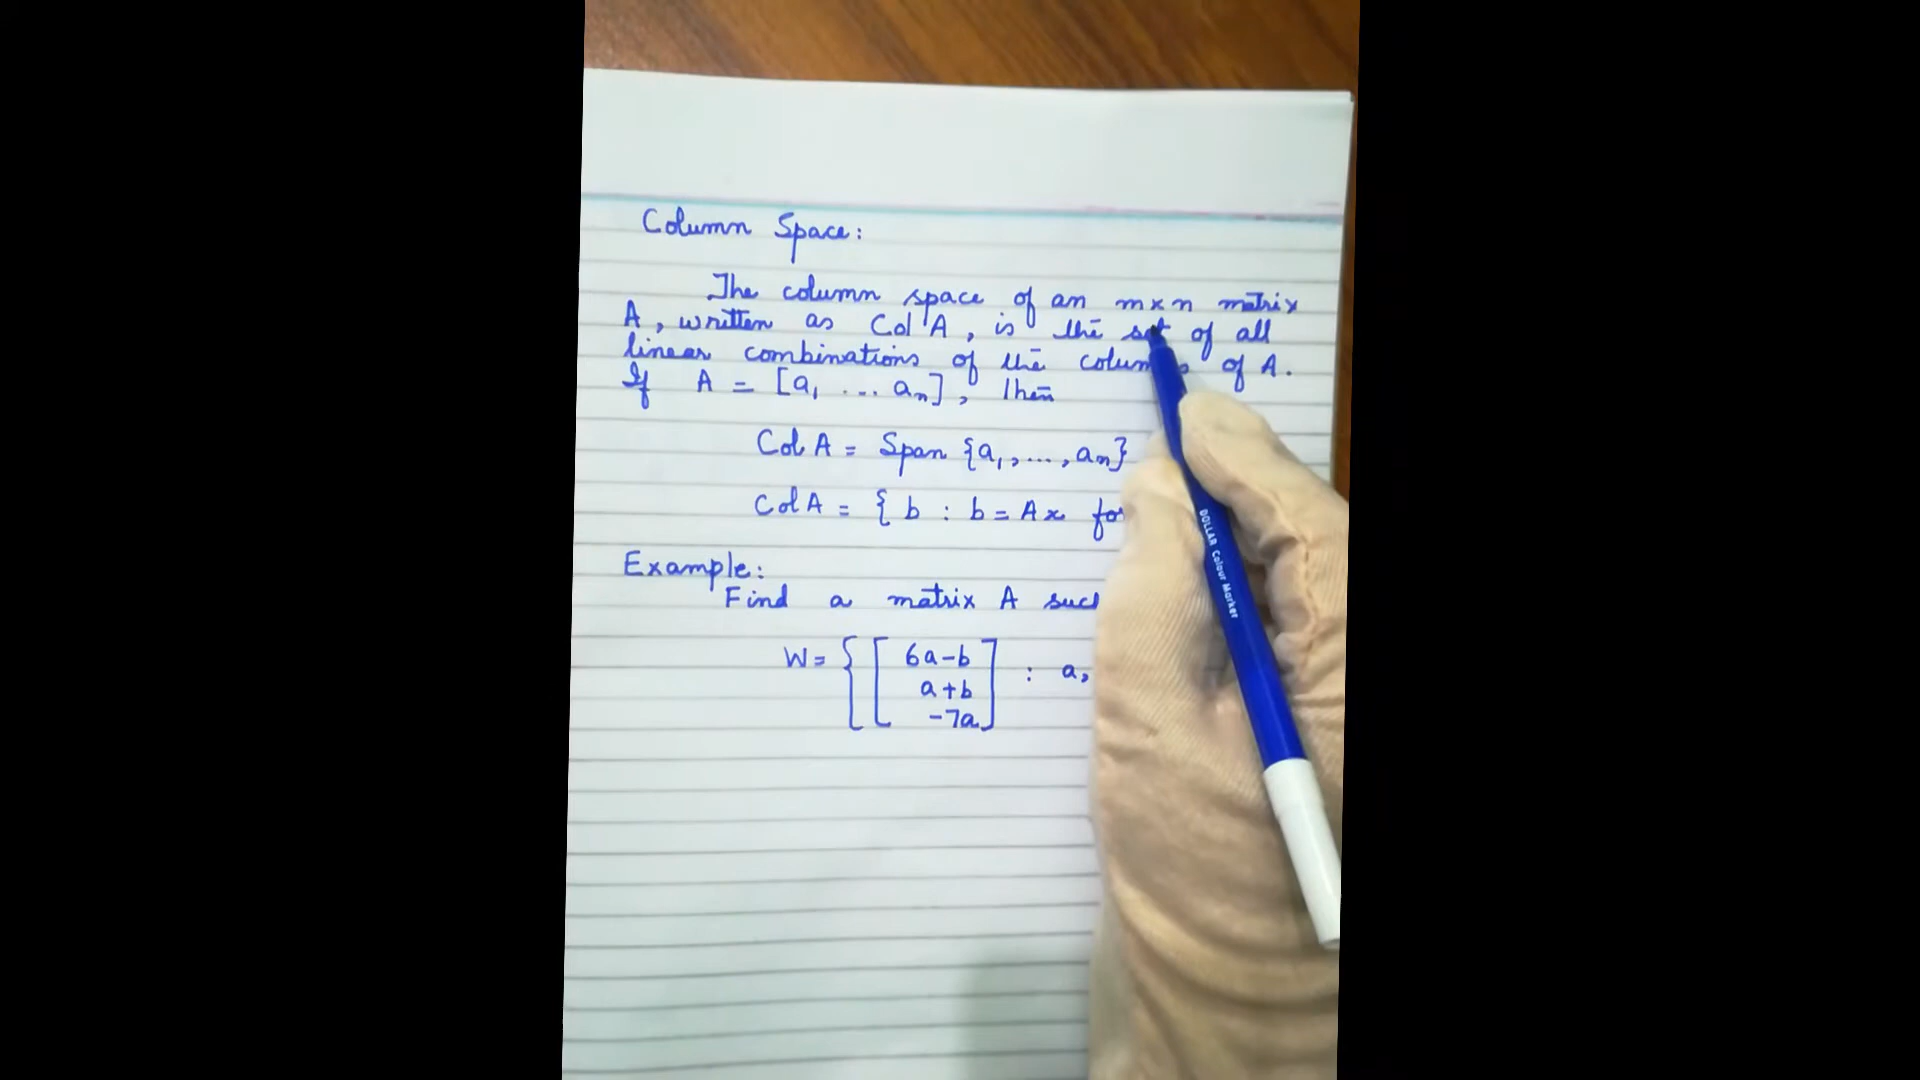 Column Space:
The column space of an m×n matrix
A, written as Col A, is the set of all
linear combinations of the columns of A.
If A = [a₁ ... aₙ], then
Col A = Span {a₁, ..., aₙ}
Col A = { b : b = Ax for
Example:
Find a matrix A such
W = { [ 6a-b
a+b
-7a ] : a,
DOLLAR Colour Marker